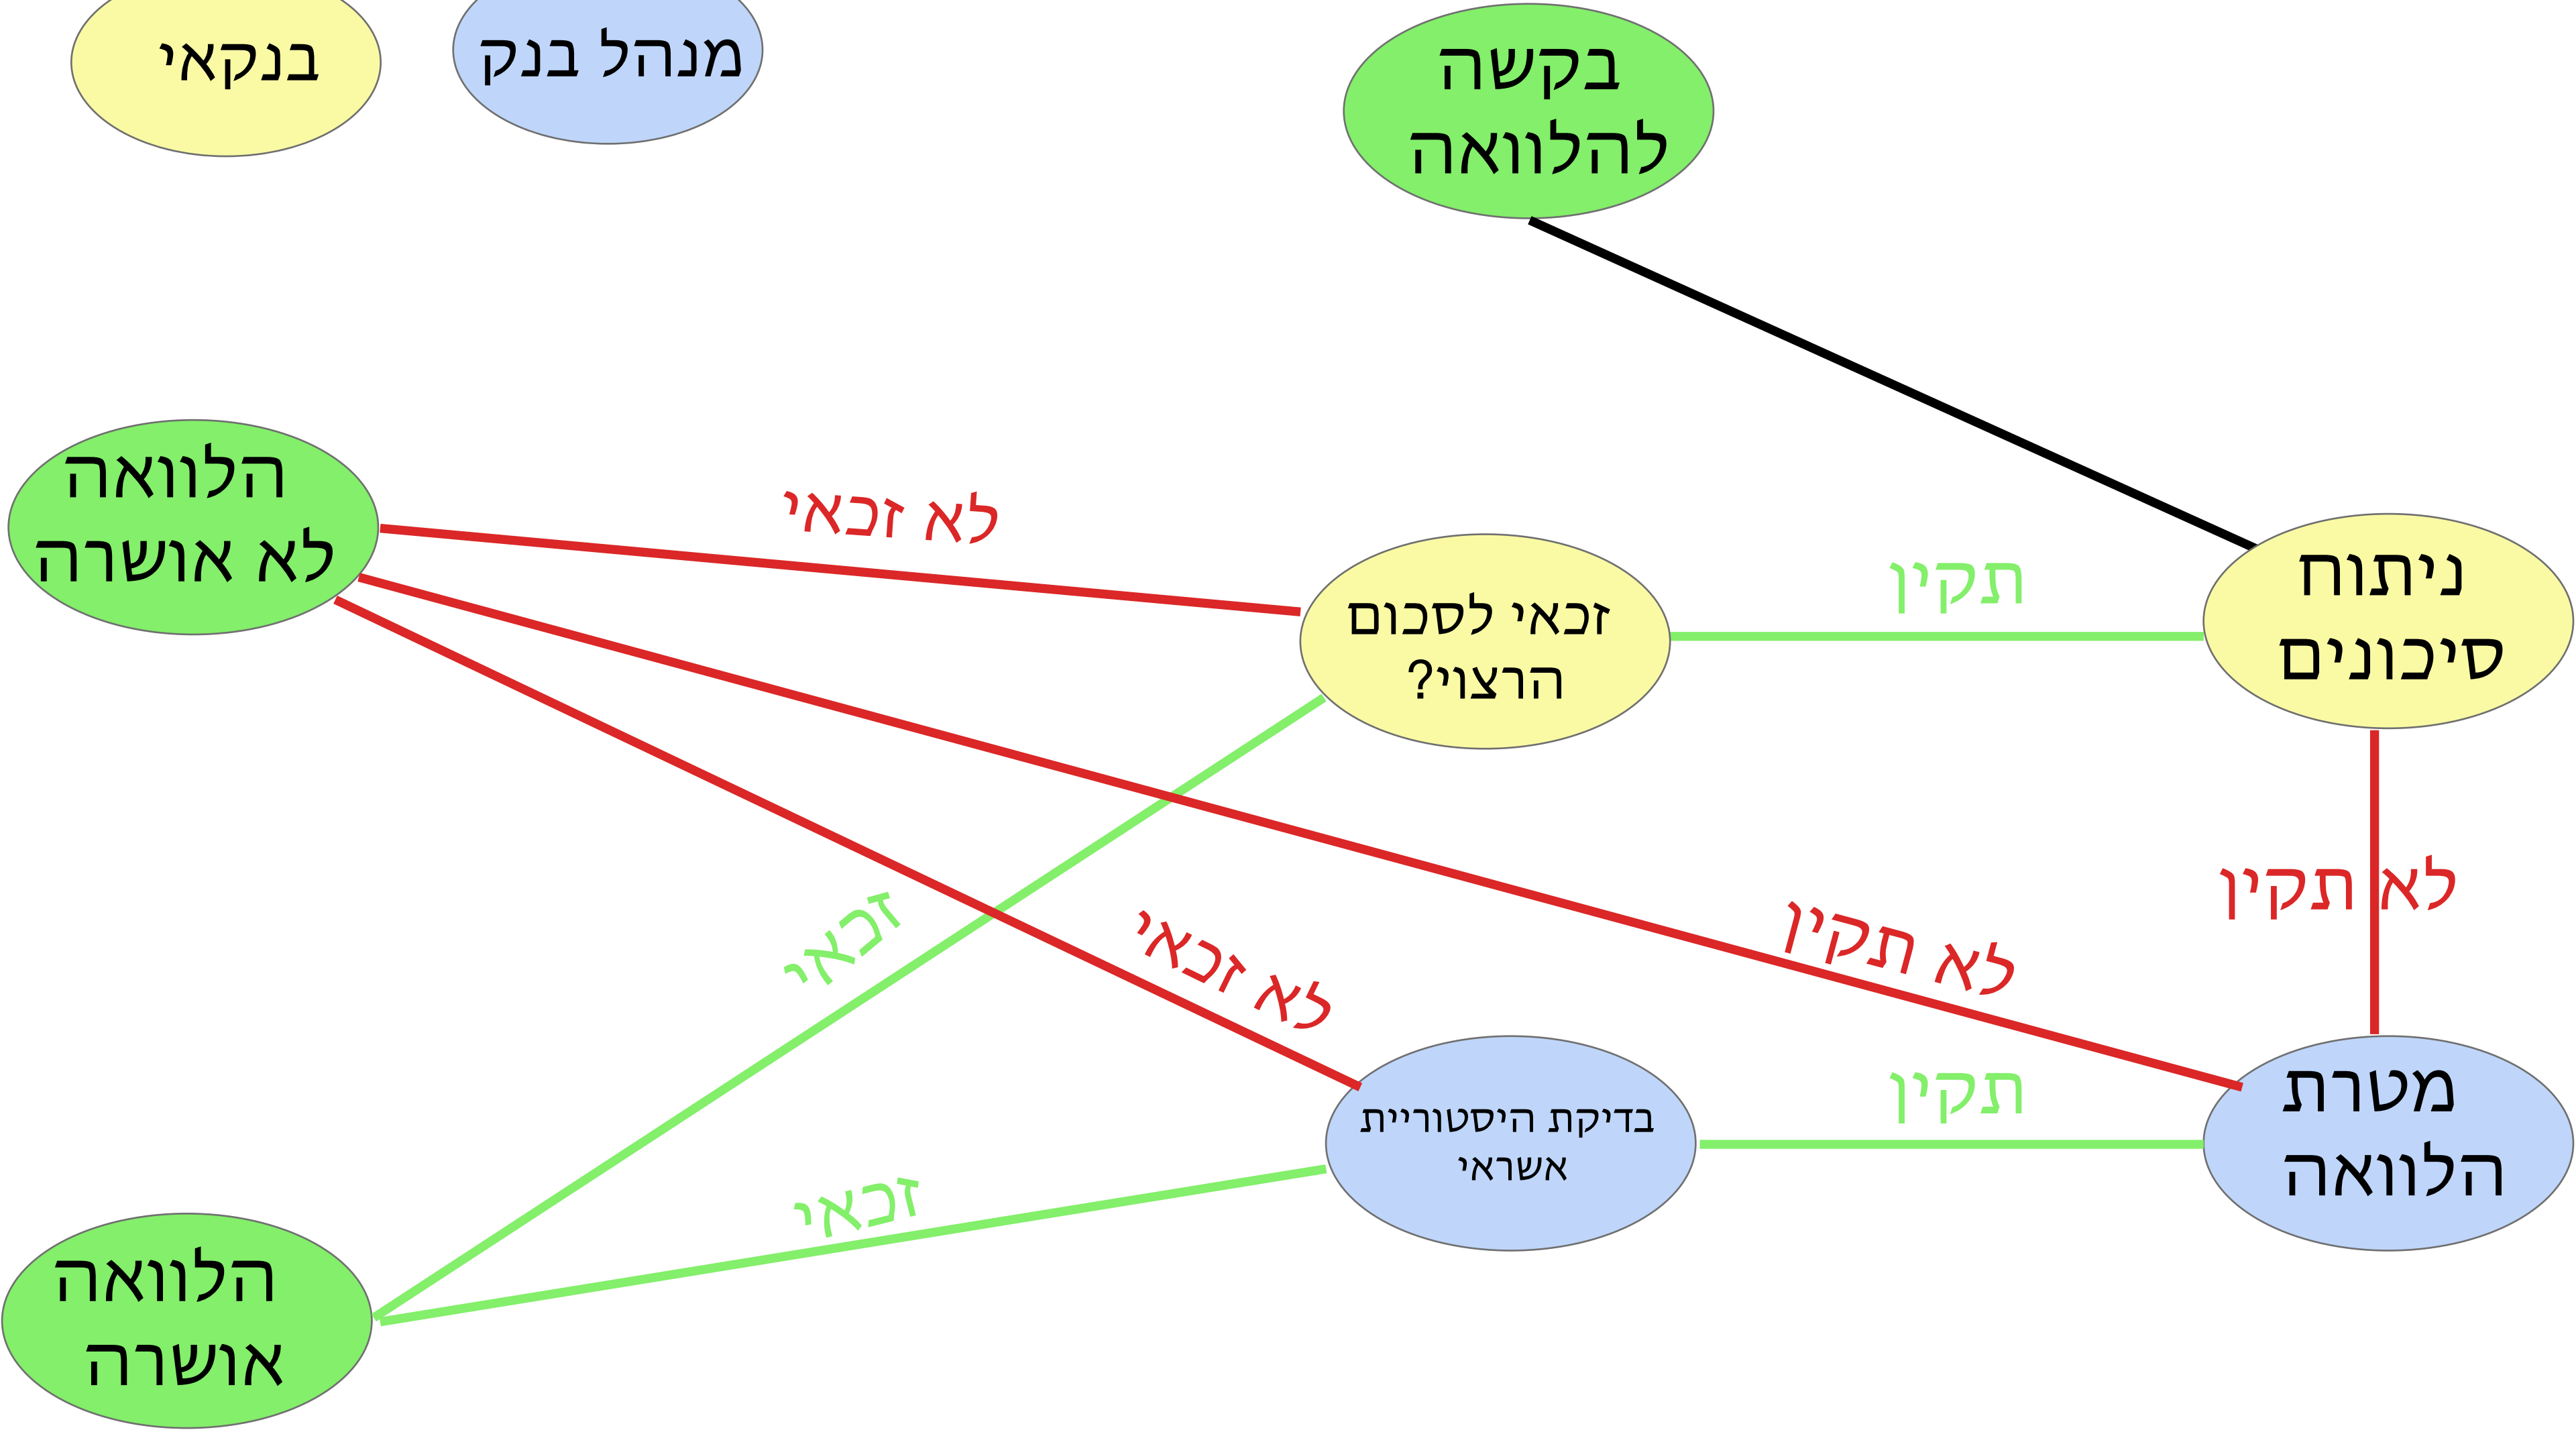 בקשה
להלוואה
מנהל בנק
בנקאי
ניתוח
סיכונים
תקין
זכאי לסכום
הרצוי?
לא זכאי
הלוואה
לא אושרה
לא תקין
לא תקין
לא זכאי
זכאי
מטרת
הלוואה
תקין
בדיקת היסטוריית
אשראי
זכאי
הלוואה
אושרה